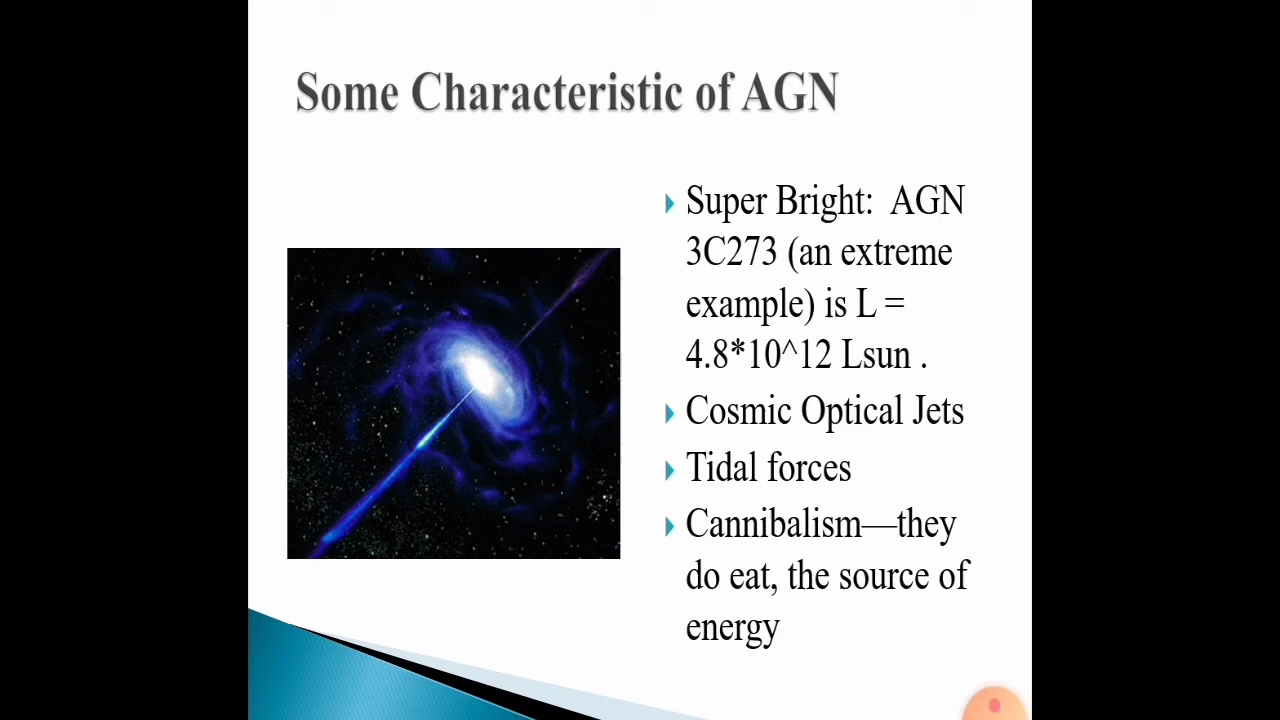 Some Characteristic of AGN
Super Bright: AGN
3C273 (an extreme
example) is L =
4.8*10^12 Lsun .
Cosmic Optical Jets
Tidal forces
Cannibalism—they
do eat, the source of
energy